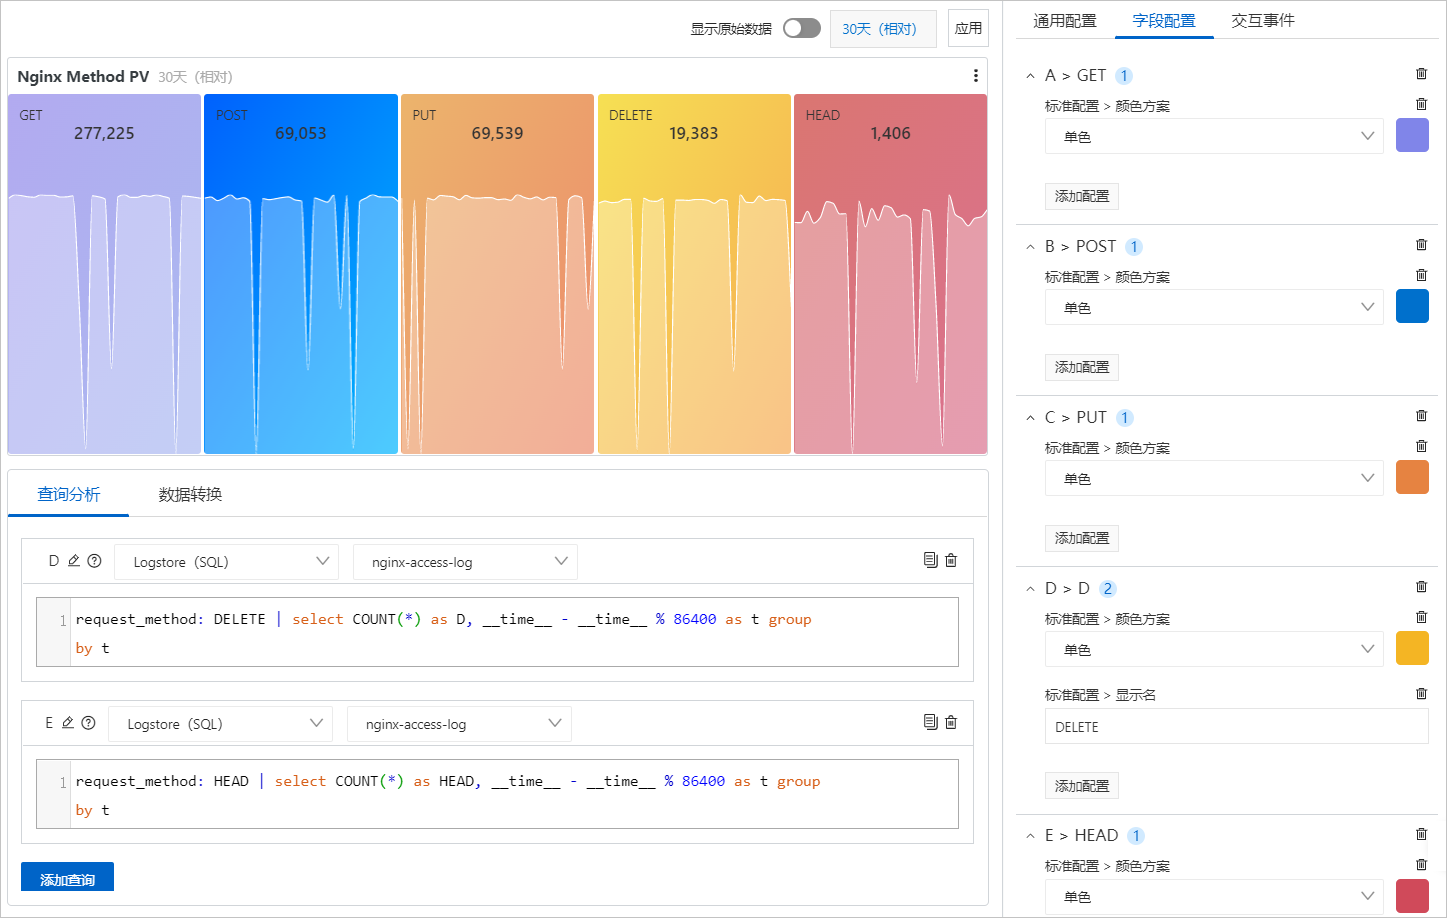 显示原始数据
30天（相对）
应用
Nginx Method PV 30天（相对）
GET
277,225
POST
69,053
PUT
69,539
DELETE
19,383
HEAD
1,406
查询分析
数据转换
D
Logstore（SQL）
nginx-access-log
1 request_method: DELETE | select COUNT(*) as D, __time__ - __time__ % 86400 as t group
by t
E
Logstore（SQL）
nginx-access-log
1 request_method: HEAD | select COUNT(*) as HEAD, __time__ - __time__ % 86400 as t group
by t
添加查询
通用配置
字段配置
交互事件
A > GET 1
标准配置 > 颜色方案
单色
添加配置
B > POST 1
标准配置 > 颜色方案
单色
添加配置
C > PUT 1
标准配置 > 颜色方案
单色
添加配置
D > D 2
标准配置 > 颜色方案
单色
标准配置 > 显示名
DELETE
添加配置
E > HEAD 1
标准配置 > 颜色方案
单色